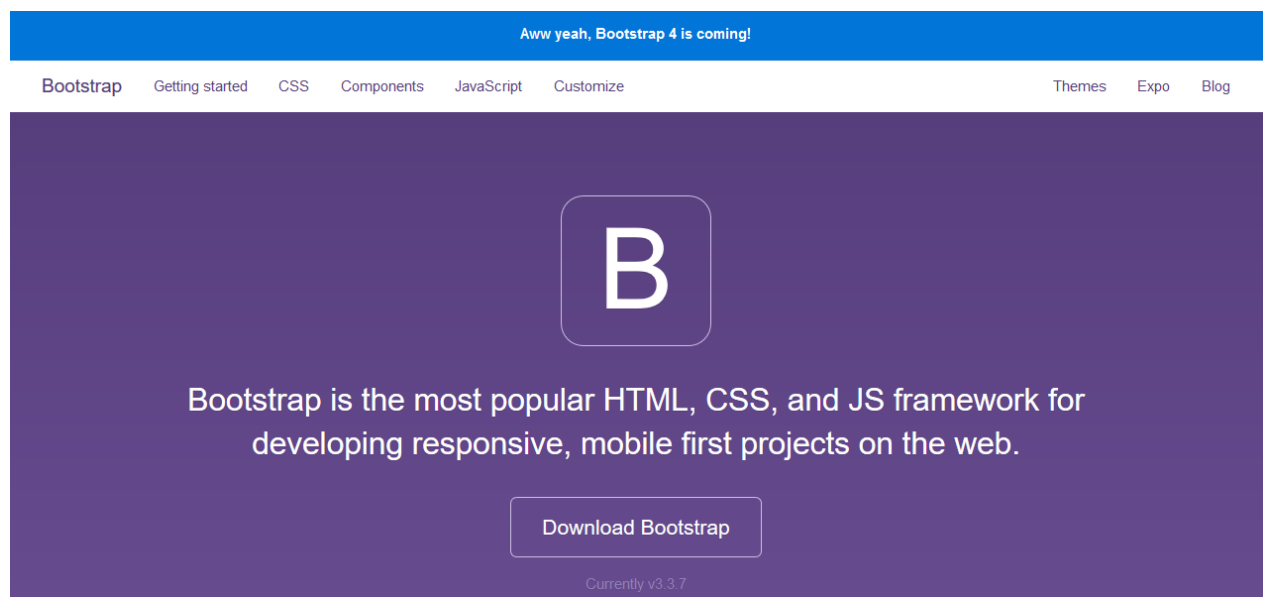 Aww yeah, Bootstrap 4 is coming!
Bootstrap Getting started CSS Components JavaScript Customize Themes Expo Blog
B
Bootstrap is the most popular HTML, CSS, and JS framework for
developing responsive, mobile first projects on the web.
Download Bootstrap
Currently v3.3.7